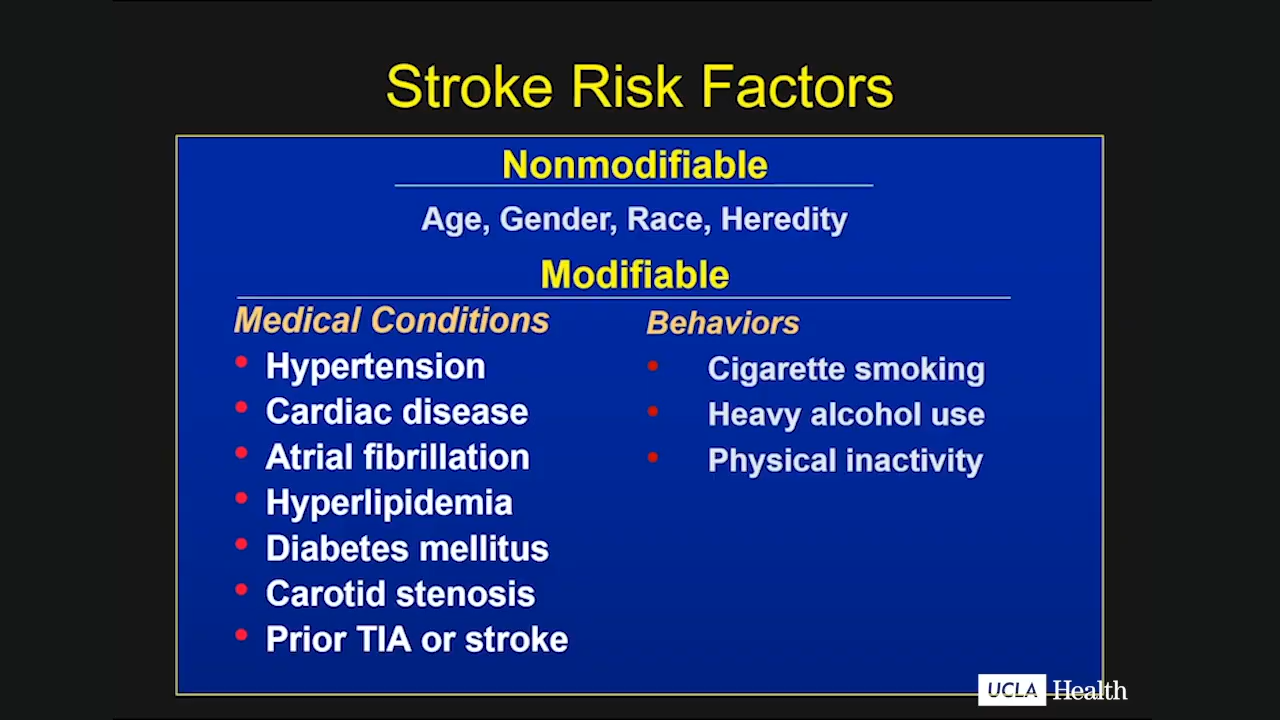 Stroke Risk Factors
Nonmodifiable
Age, Gender, Race, Heredity
Modifiable
Medical Conditions
Hypertension
Cardiac disease
Atrial fibrillation
Hyperlipidemia
Diabetes mellitus
Carotid stenosis
Prior TIA or stroke
Behaviors
Cigarette smoking
Heavy alcohol use
Physical inactivity
UCLA Health